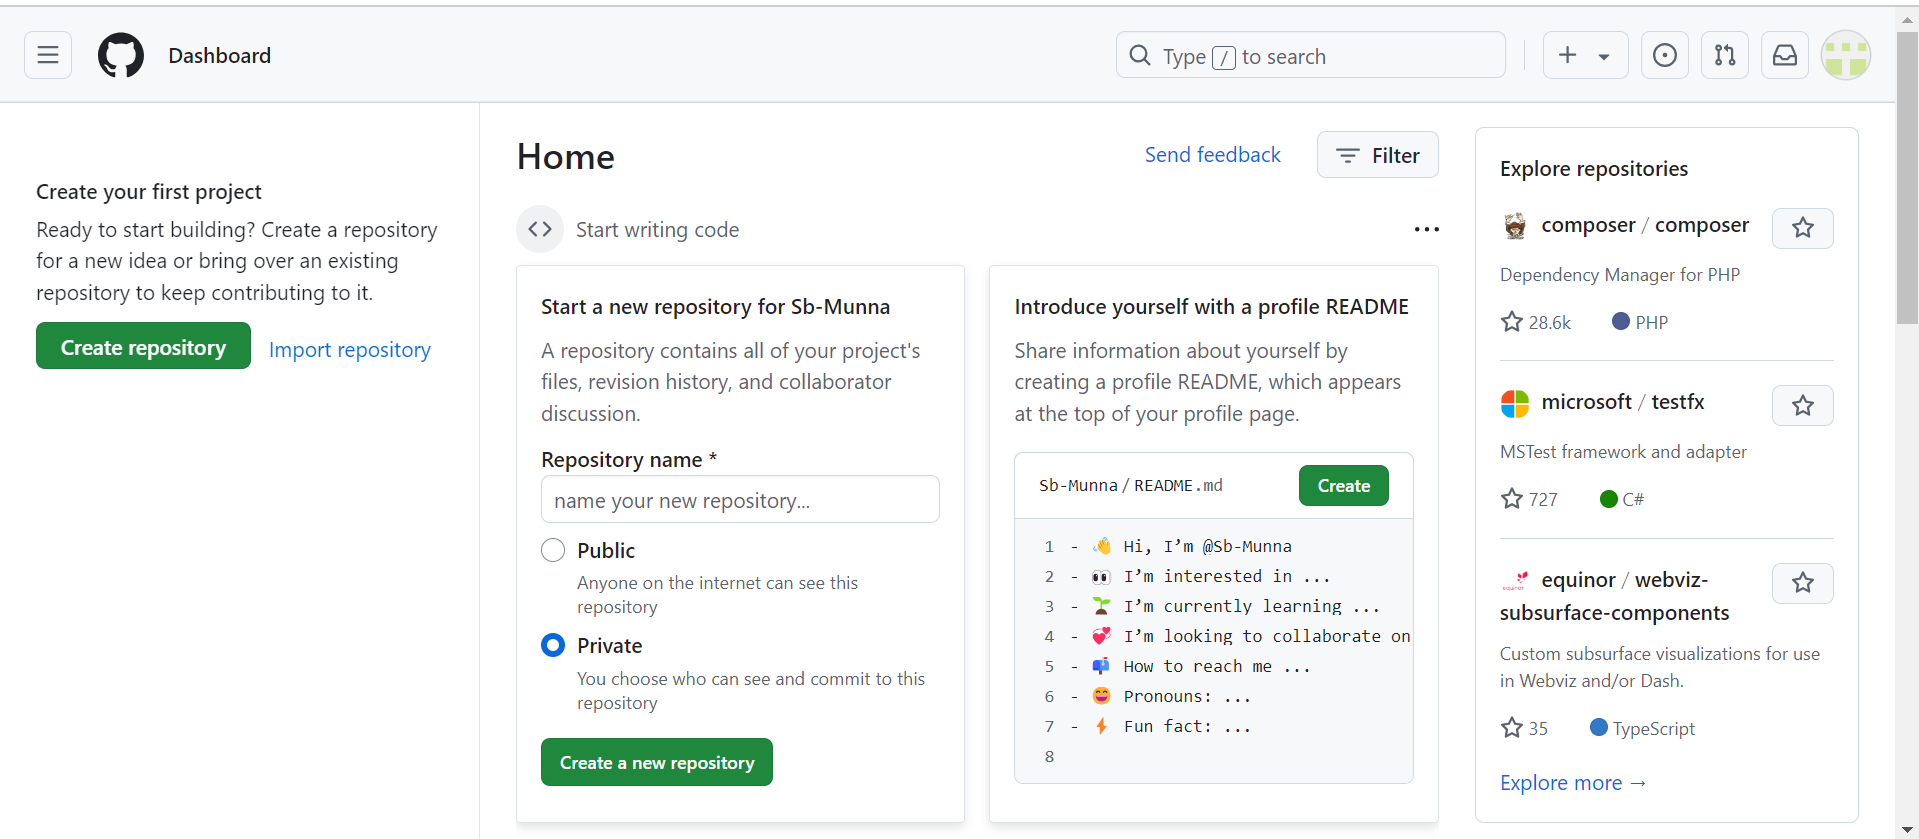 Dashboard
Type / to search
Create your first project
Ready to start building? Create a repository
for a new idea or bring over an existing
repository to keep contributing to it.
Create repository
Import repository
Home
Send feedback
Filter
Start writing code
Start a new repository for Sb-Munna
A repository contains all of your project's
files, revision history, and collaborator
discussion.
Repository name *
name your new repository...
Public
Anyone on the internet can see this
repository
Private
You choose who can see and commit to this
repository
Create a new repository
Introduce yourself with a profile README
Share information about yourself by
creating a profile README, which appears
at the top of your profile page.
Sb-Munna / README.md
Create
1 - 👋 Hi, I’m @Sb-Munna
2 - 👀 I’m interested in ...
3 - 🌱 I’m currently learning ...
4 - 💞️ I’m looking to collaborate on
5 - 📫 How to reach me ...
6 - 😄 Pronouns: ...
7 - ⚡ Fun fact: ...
8
Explore repositories
composer / composer
Dependency Manager for PHP
28.6k PHP
microsoft / testfx
MSTest framework and adapter
727 C#
equinor / webviz-
subsurface-components
Custom subsurface visualizations for use
in Webviz and/or Dash.
35 TypeScript
Explore more →